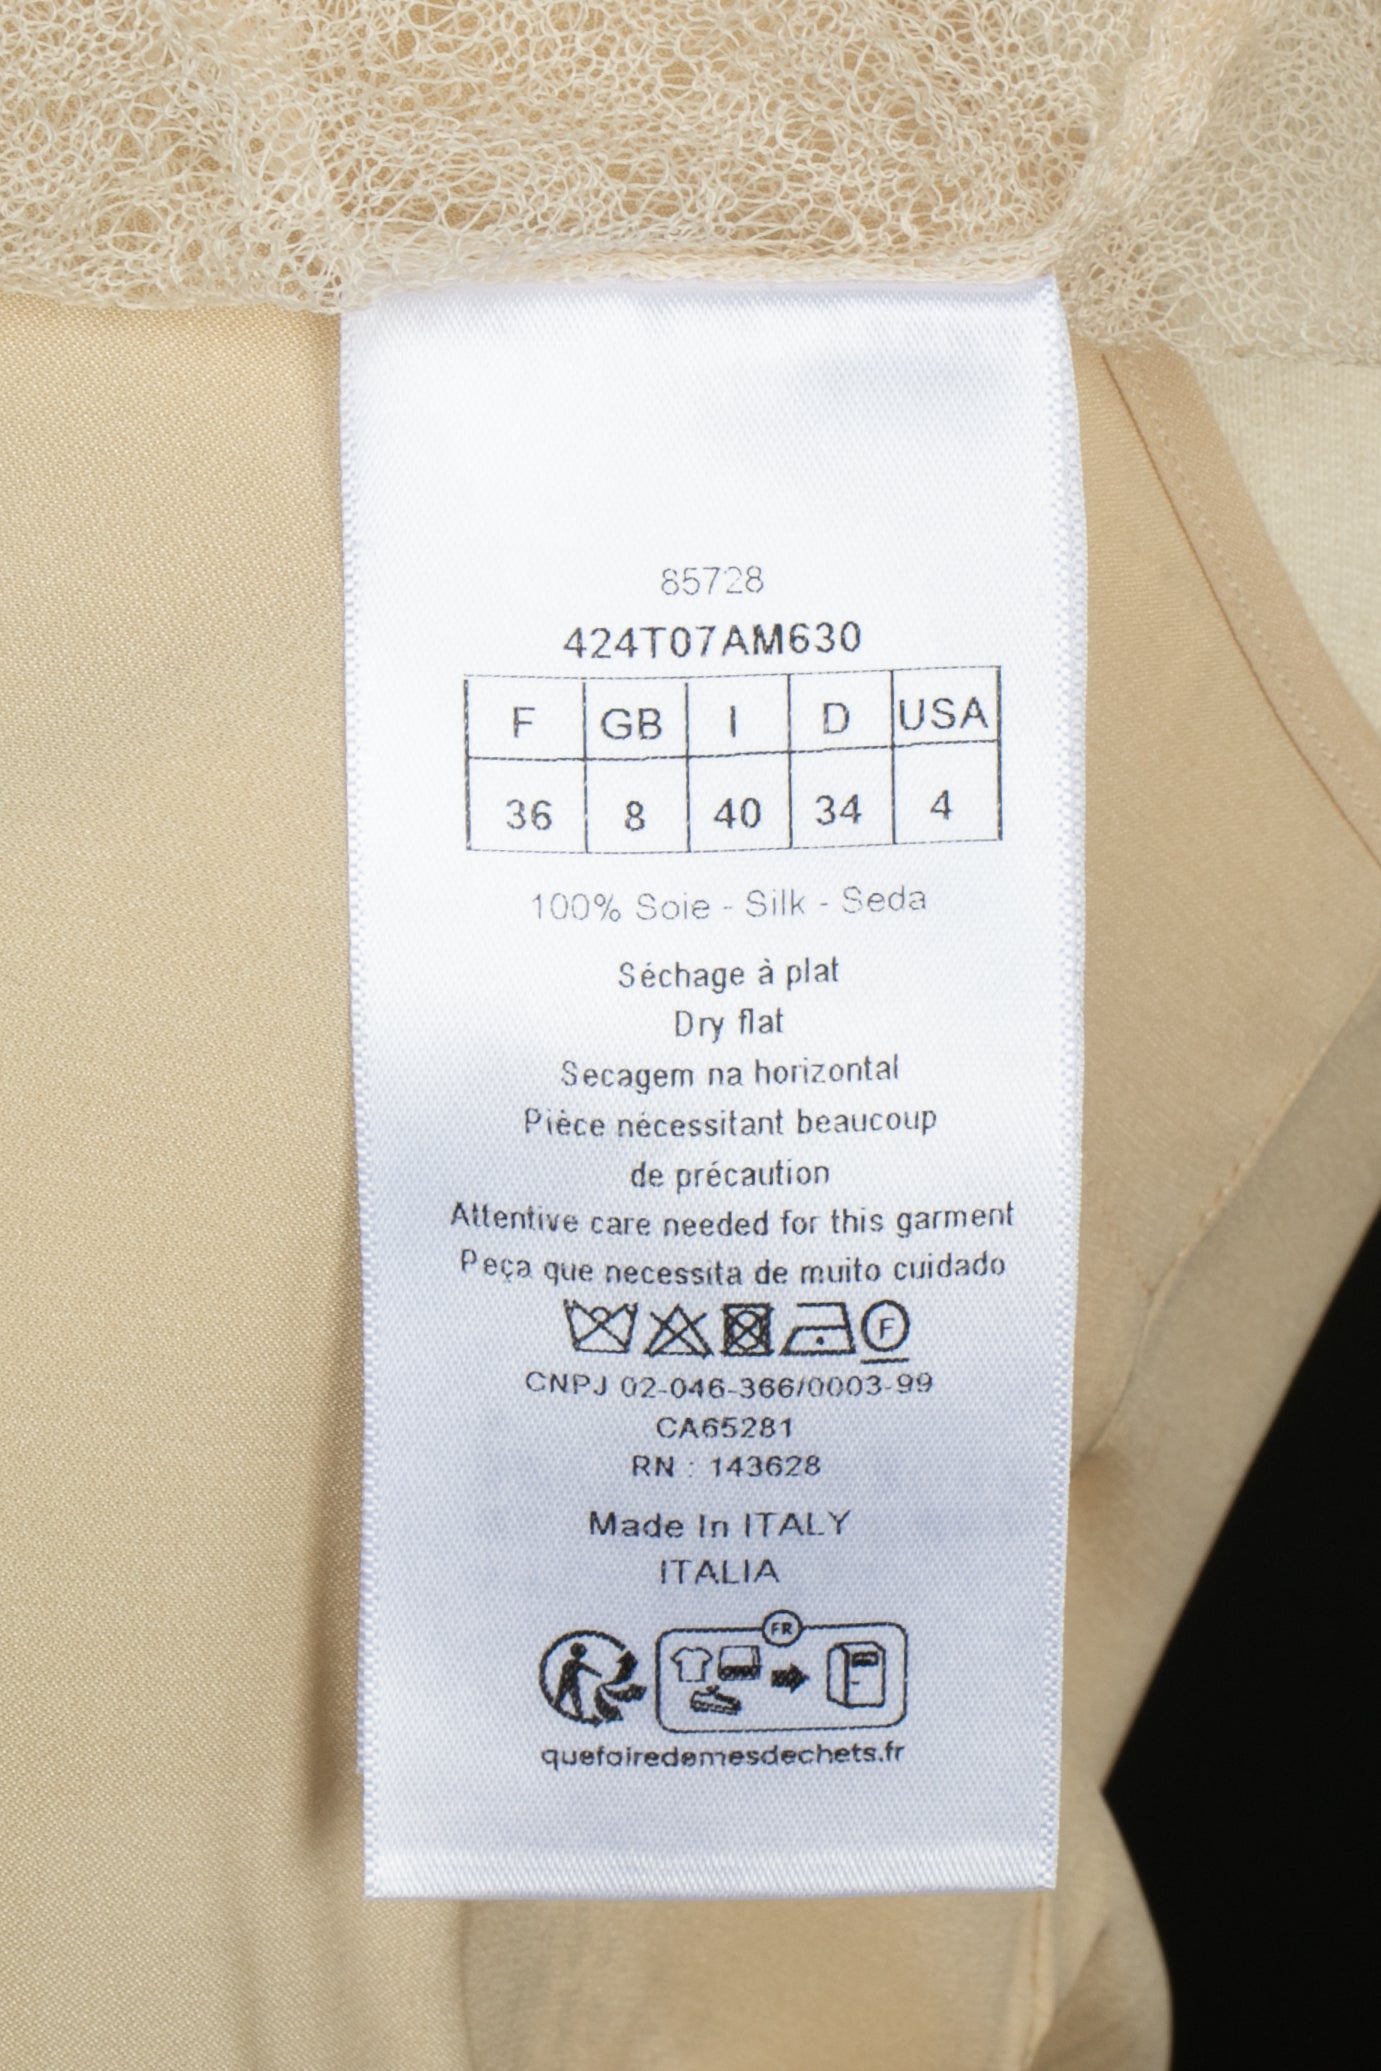 85728
424T07AM630
F GB I D USA
36 8 40 34 4
100% Soie - Silk - Seda
Séchage à plat
Dry flat
Secagem na horizontal
Pièce nécessitant beaucoup
de précaution
Attentive care needed for this garment
Peça que necessita de muito cuidado
F
CNPJ 02-046-366/0003-99
CA65281
RN : 143628
Made In ITALY
ITALIA
FR
quefairedemesdechets.fr